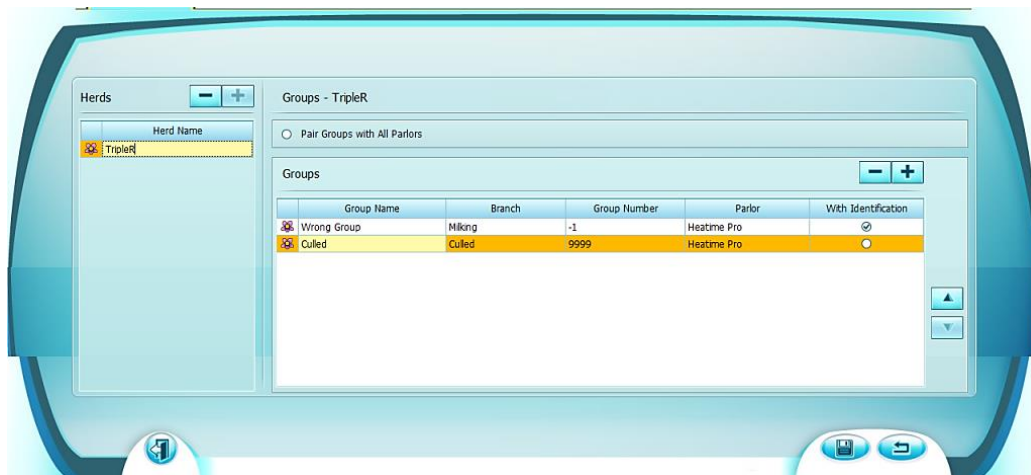 Herds
Herd Name
TripleR
Groups - TripleR
Pair Groups with All Parlors
Groups
Group Name Branch Group Number Parlor With Identification
Wrong Group Milking -1 Heatime Pro
Culled Culled 9999 Heatime Pro